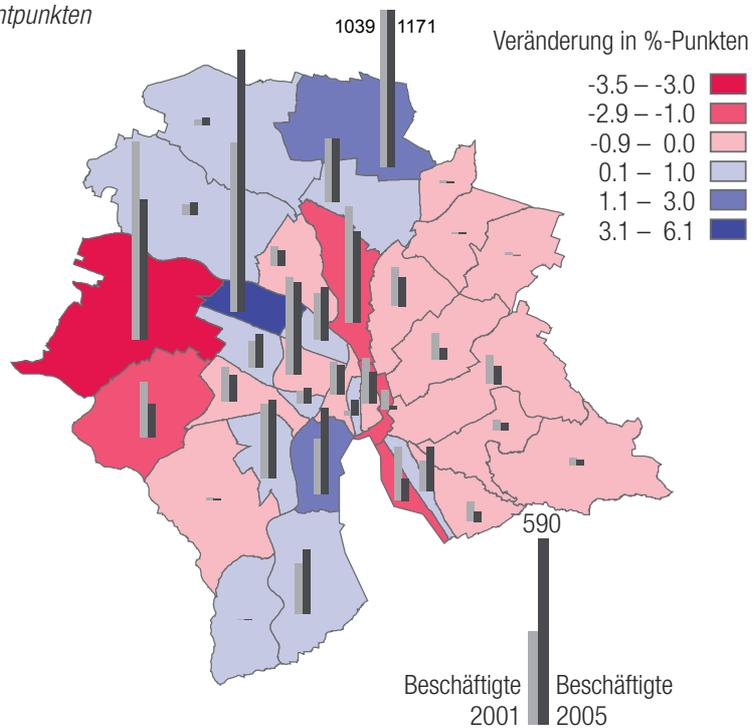 ntpunkten
1039 1171
Veränderung in %-Punkten
-3.5 – -3.0
-2.9 – -1.0
-0.9 – 0.0
0.1 – 1.0
1.1 – 3.0
3.1 – 6.1
590
Beschäftigte Beschäftigte
2001 2005